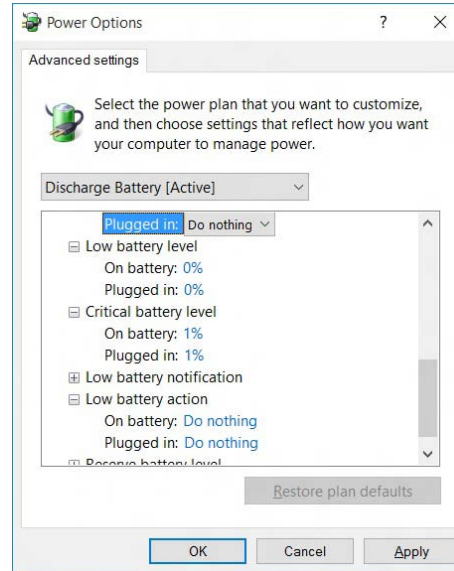 Power Options
Advanced settings
Select the power plan that you want to customize,
and then choose settings that reflect how you want
your computer to manage power.
Discharge Battery [Active]
Plugged in: Do nothing
Low battery level
On battery: 0%
Plugged in: 0%
Critical battery level
On battery: 1%
Plugged in: 1%
Low battery notification
Low battery action
On battery: Do nothing
Plugged in: Do nothing
Reserve battery level
Restore plan defaults
OK Cancel Apply